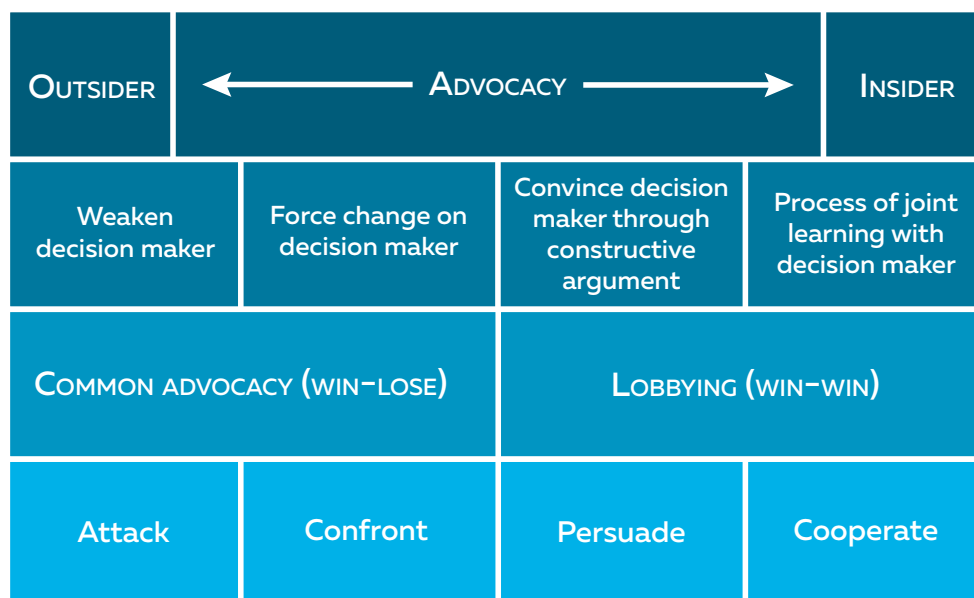 Outsider
Advocacy
Insider
Weaken
decision maker
Force change on
decision maker
Convince decision
maker through
constructive
argument
Process of joint
learning with
decision maker
Common advocacy (win–lose)
Lobbying (win–win)
Attack
Confront
Persuade
Cooperate